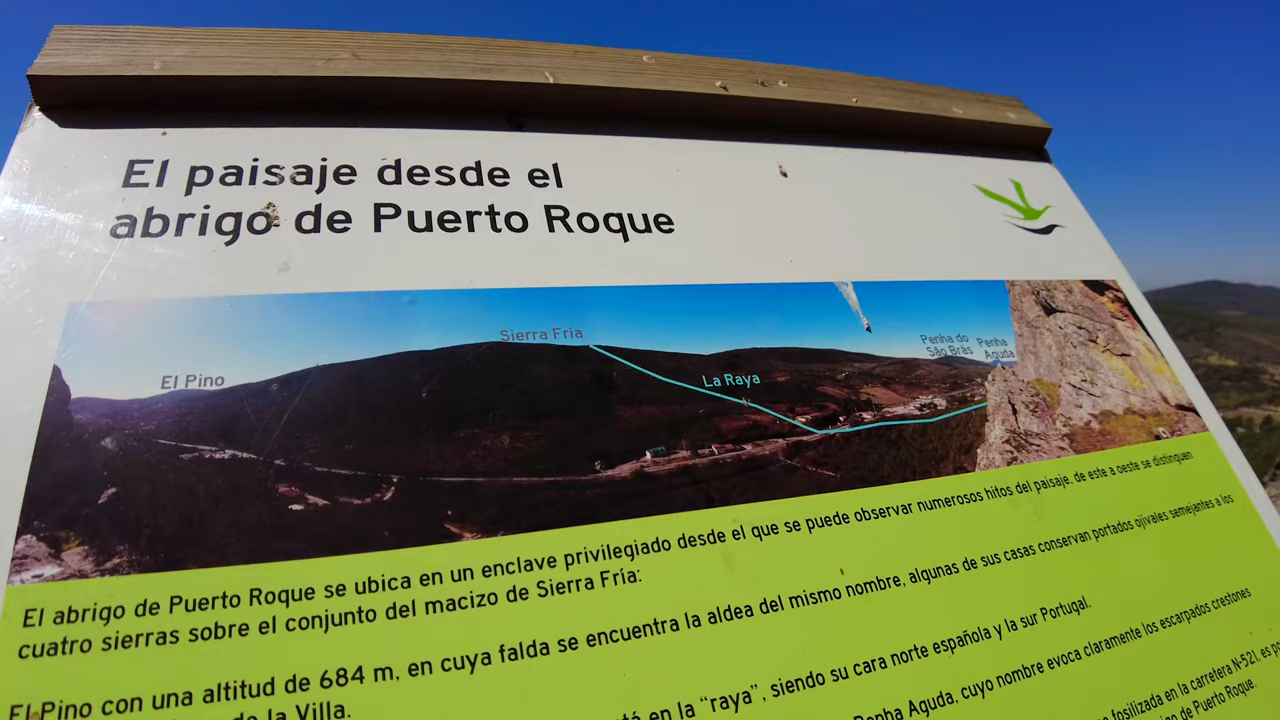 El paisaje desde el
abrigo de Puerto Roque
Sierra Fría
El Pino
La Raya
Penha do
São Brás
Penha
Aguda
El abrigo de Puerto Roque se ubica en un enclave privilegiado desde el que se puede observar numerosos hitos del paisaje, de este a oeste se distinguen
cuatro sierras sobre el conjunto del macizo de Sierra Fría:
El Pino con una altitud de 684 m, en cuya falda se encuentra la aldea del mismo nombre, algunas de sus casas conservan portados ojivales semejantes a los
de la Villa.
en la "raya", siendo su cara norte española y la sur Portugal.
Penha Aguda, cuyo nombre evoca claramente los escarpados crestones
fosilizada en la carretera N-521, es
de Puerto Roque.